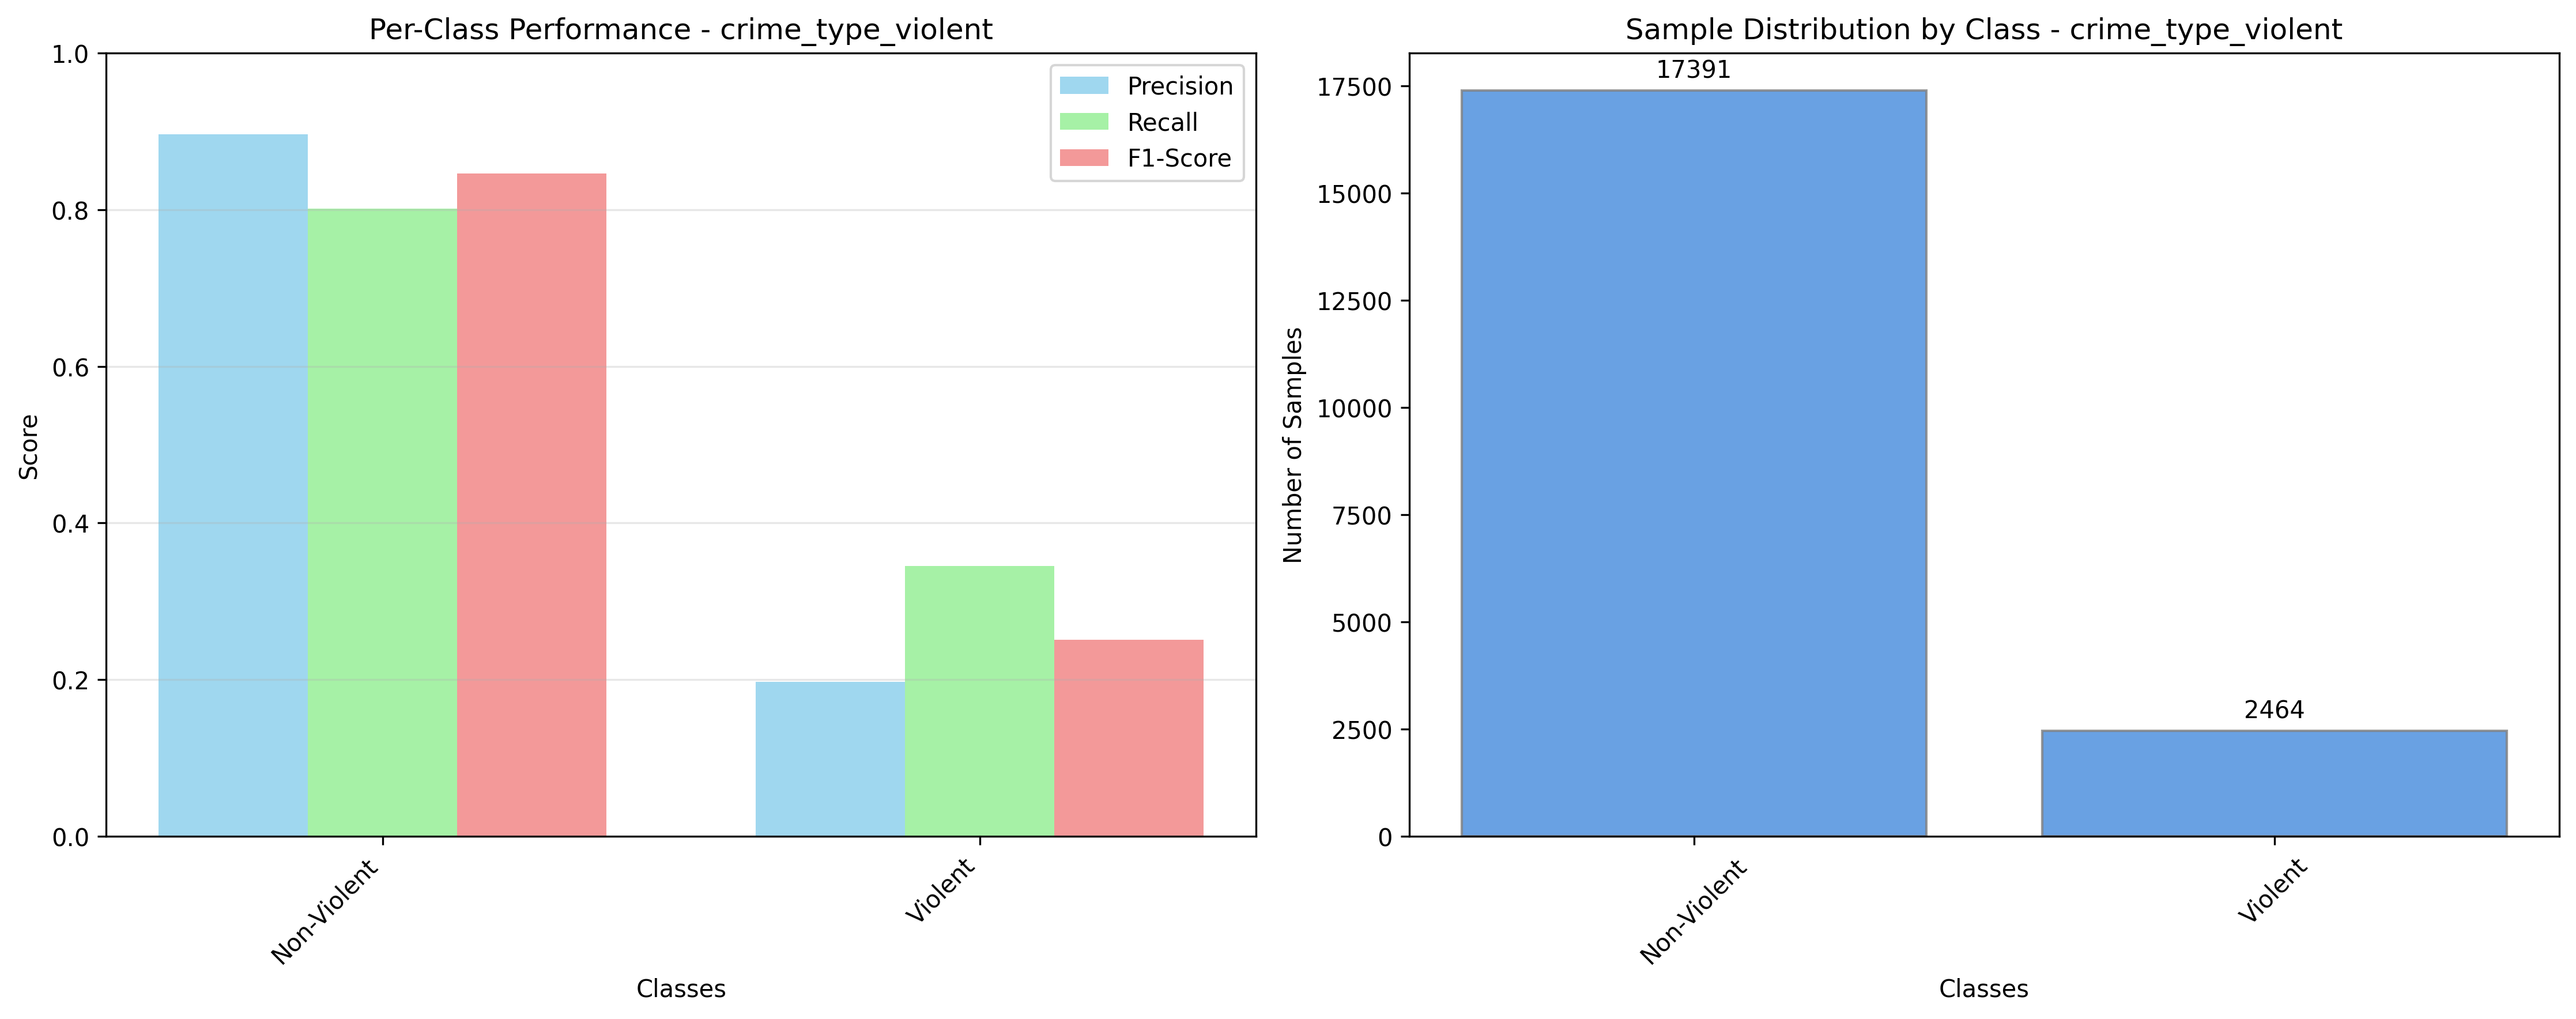 Per-Class Performance - crime_type_violent
1.0
0.8
0.6
0.4
0.2
0.0
Score
Precision
Recall
F1-Score
Non-Violent
Violent
Classes
Sample Distribution by Class - crime_type_violent
17500
15000
12500
10000
7500
5000
2500
0
Number of Samples
17391
2464
Non-Violent
Violent
Classes